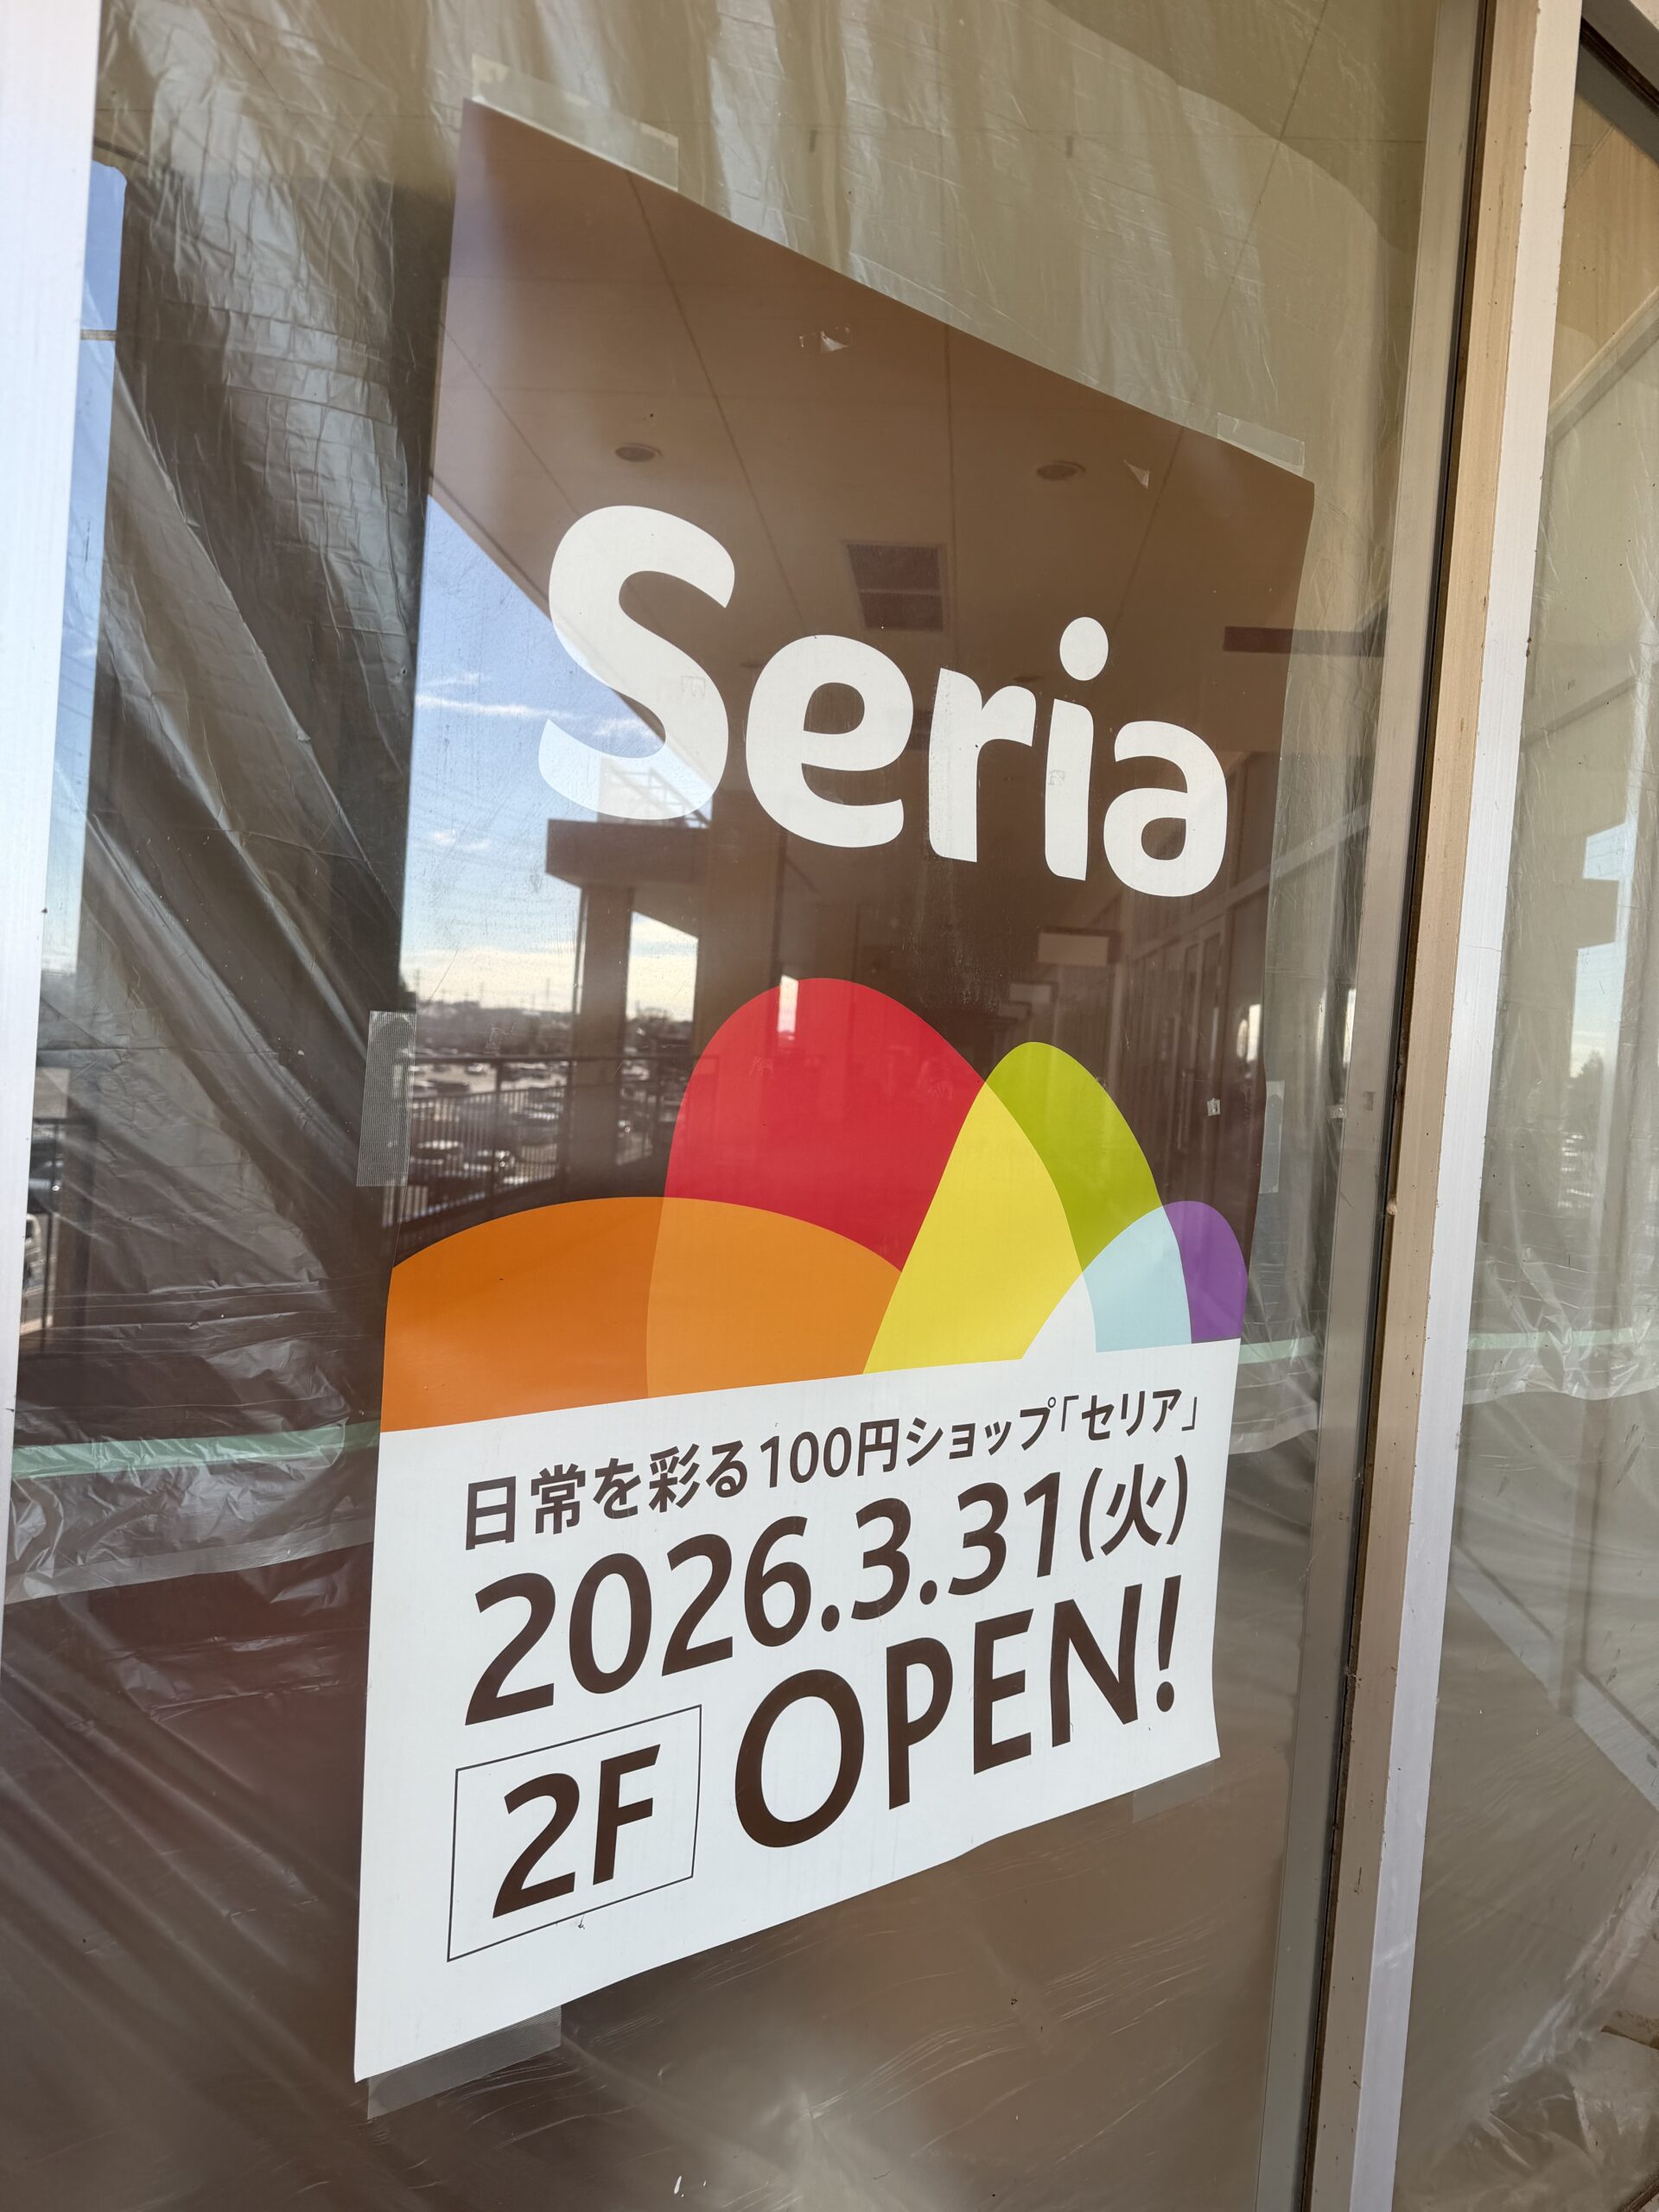 Seria
日常を彩る100円ショップ「セリア」
2026.3.31(火)
2F OPEN!